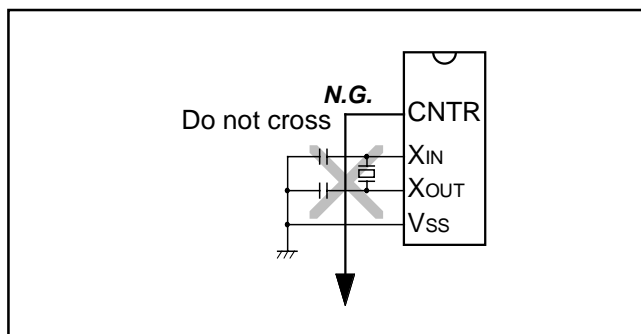 N.G.
Do not cross
CNTR
XIN
XOUT
VSS